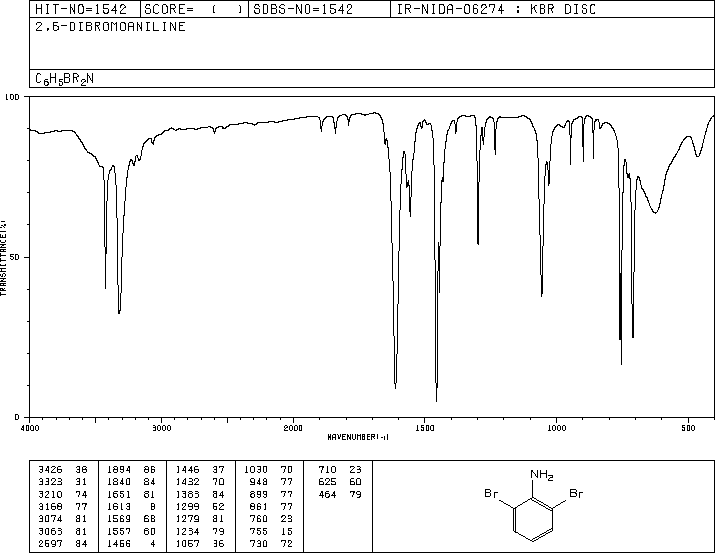 HIT-NO=1542 SCORE= ( ) SDBS-NO=1542 IR-NIDA-06274 : KBR DISC
2,6-DIBROMOANILINE
C6H5BR2N
100
50
0
TRANSMITTANCE(%)
4000 3000 2000 1500 1000 500
WAVENUMBER(-1)
3426 38 1894 86 1446 37 1030 70 710 23
3323 31 1840 84 1432 70 948 77 625 60
3210 74 1651 81 1383 84 899 77 464 79
3168 77 1613 8 1299 52 861 77
3074 81 1569 68 1279 81 760 23
3063 81 1557 60 1234 79 755 15
2597 84 1456 4 1057 36 730 72
NH2
Br Br